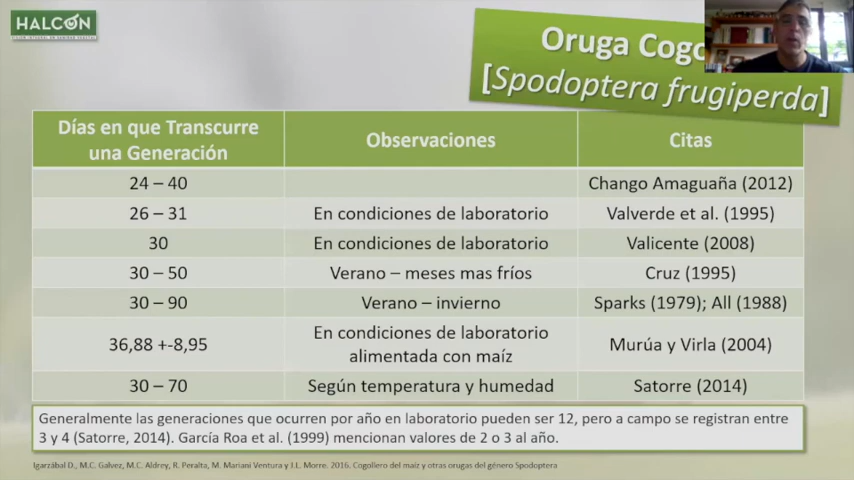 HALCÓN
Oruga
[Spodoptera frugiperda]
Días en que Transcurre
una Generación
Observaciones
Citas
24 – 40
Chango Amaguaña (2012)
26 – 31
En condiciones de laboratorio
Valverde et al. (1995)
30
En condiciones de laboratorio
Valicente (2008)
30 – 50
Verano – meses mas fríos
Cruz (1995)
30 – 90
Verano – invierno
Sparks (1979); All (1988)
36,88 +-8,95
En condiciones de laboratorio
alimentada con maíz
Murúa y Virla (2004)
30 – 70
Según temperatura y humedad
Satorre (2014)
Generalmente las generaciones que ocurren por año en laboratorio pueden ser 12, pero a campo se registran entre
3 y 4 (Satorre, 2014). García Roa et al. (1999) mencionan valores de 2 o 3 al año.
Igarzábal D., M.C. Galvez, M.C. Aldrey, R. Peralta, M. Mariani Ventura y J.L. Morre. 2016. Cogollero del maíz y otras orugas del género Spodoptera